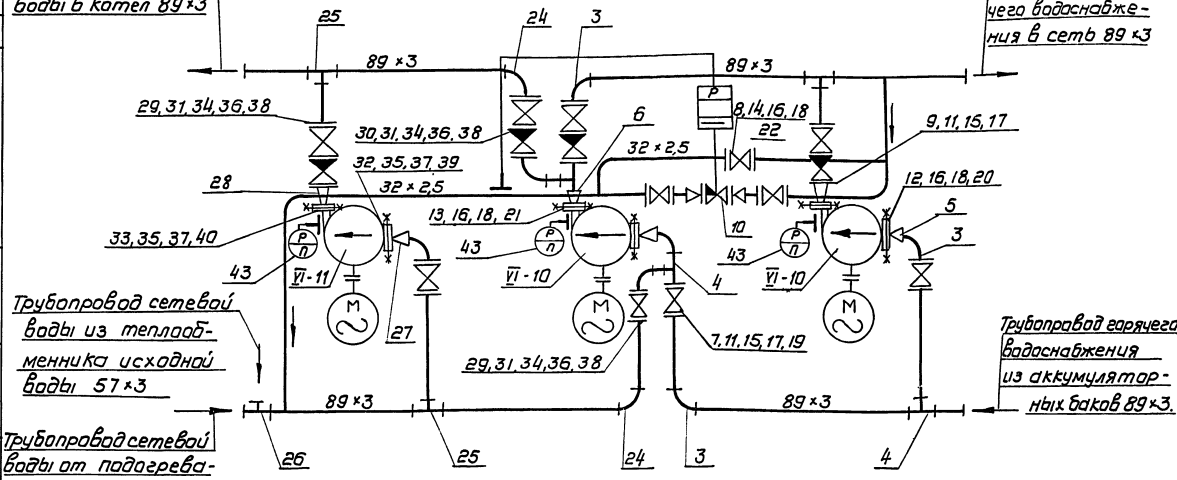 воды в котел 89×3
25
24
3
чего водоснабже-
ния в сеть 89×3
89×3
89×3
P
29, 31, 34, 36, 38
30, 31, 34, 36, 38
6
8, 14, 16, 18
22
9, 11, 15, 17
32, 35, 37, 39
32×2,5
28
32×2,5
12, 16, 18, 20
13, 16, 18, 21
10
5
33, 35, 37, 40
P
П
43
P
П
43
P
П
3
43
VI-11
VI-10
4
VI-10
М
М
М
27
Трубопровод сетевой
воды из теплооб-
менника исходной
воды 57×3
29, 31, 34, 36, 38
7, 11, 15, 17, 19
Трубопровод горячего
водоснабжения
из аккумулятор-
ных баков 89×3.
89×3
89×3
Трубопровод сетевой
воды от подогрева-
26
25
24
3
4